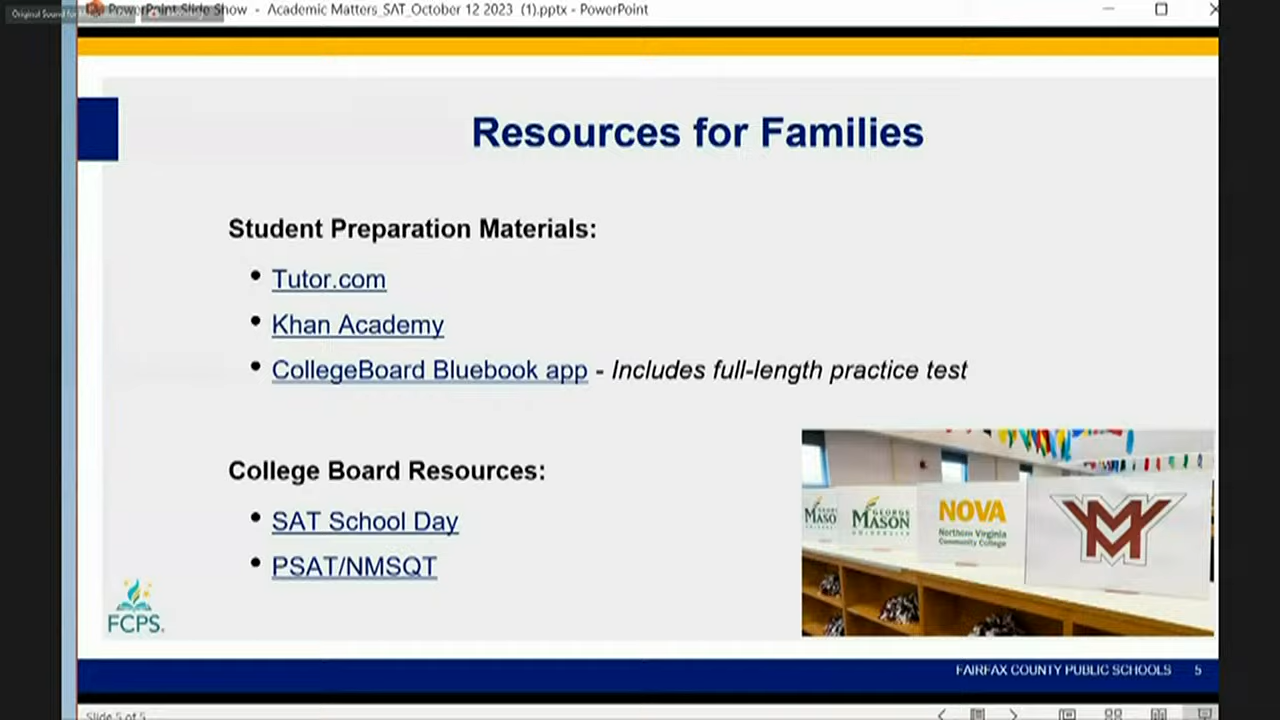 PowerPoint Slide Show - Academic Matters_SAT_October 12 2023 (1).pptx - PowerPoint
Resources for Families
Student Preparation Materials:
• Tutor.com
• Khan Academy
• CollegeBoard Bluebook app - Includes full-length practice test
College Board Resources:
• SAT School Day
• PSAT/NMSQT
GEORGE
MASON
UNIVERSITY
NOVA
Northern Virginia
Community College
FCPS
FAIRFAX COUNTY PUBLIC SCHOOLS 5
Slide 5 of 5